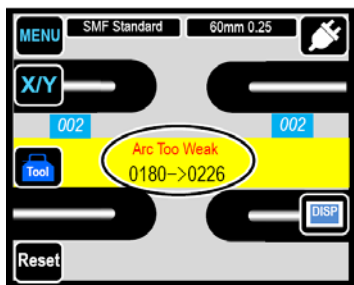 MENU SMF Standard 60mm 0.25
X/Y
002 002
Arc Too Weak
Tool 0180->0226
DISP
Reset